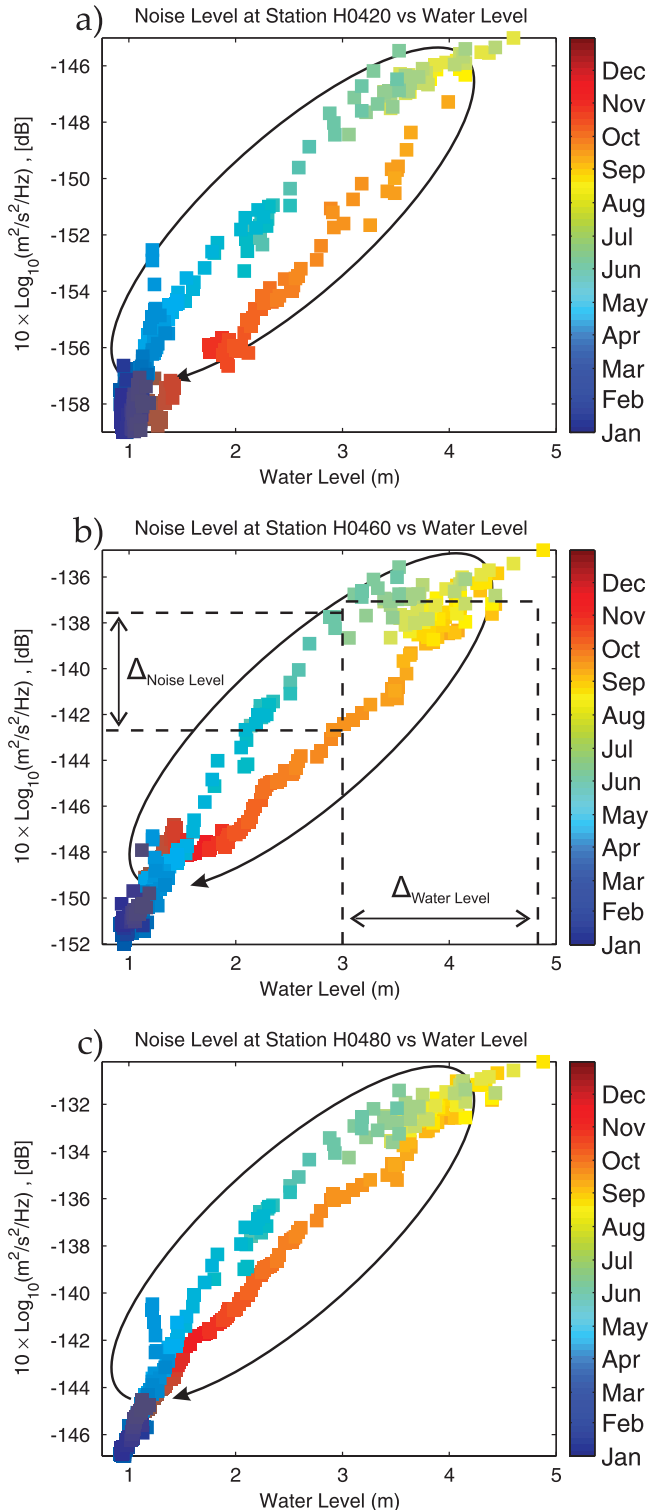 a) Noise Level at Station H0420 vs Water Level
10 × Log10(m²/s²/Hz) , [dB]
-146
-148
-150
-152
-154
-156
-158
1 2 3 4 5
Water Level (m)
Dec
Nov
Oct
Sep
Aug
Jul
Jun
May
Apr
Mar
Feb
Jan
b) Noise Level at Station H0460 vs Water Level
10 × Log10(m²/s²/Hz) , [dB]
-136
-138
-140
-142
-144
-146
-148
-150
-152
ΔNoise Level
ΔWater Level
1 2 3 4 5
Water Level (m)
Dec
Nov
Oct
Sep
Aug
Jul
Jun
May
Apr
Mar
Feb
Jan
c) Noise Level at Station H0480 vs Water Level
10 × Log10(m²/s²/Hz) , [dB]
-132
-134
-136
-138
-140
-142
-144
-146
1 2 3 4 5
Water Level (m)
Dec
Nov
Oct
Sep
Aug
Jul
Jun
May
Apr
Mar
Feb
Jan